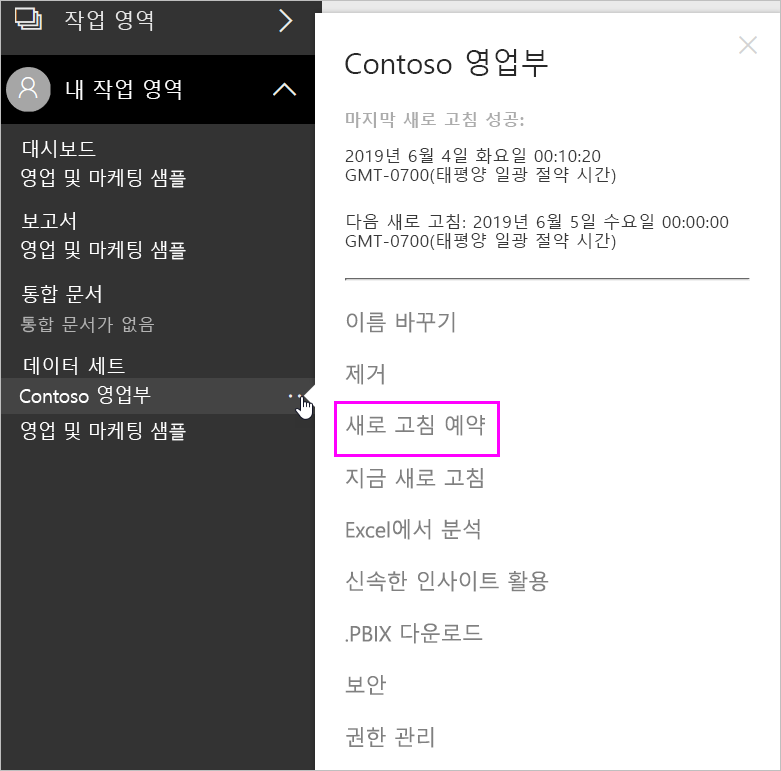 작업 영역
내 작업 영역
대시보드
영업 및 마케팅 샘플
보고서
영업 및 마케팅 샘플
통합 문서
통합 문서가 없음
데이터 세트
Contoso 영업부
영업 및 마케팅 샘플
Contoso 영업부
마지막 새로 고침 성공:
2019년 6월 4일 화요일 00:10:20
GMT-0700(태평양 일광 절약 시간)
다음 새로 고침: 2019년 6월 5일 수요일 00:00:00
GMT-0700(태평양 일광 절약 시간)
이름 바꾸기
제거
새로 고침 예약
지금 새로 고침
Excel에서 분석
신속한 인사이트 활용
.PBIX 다운로드
보안
권한 관리